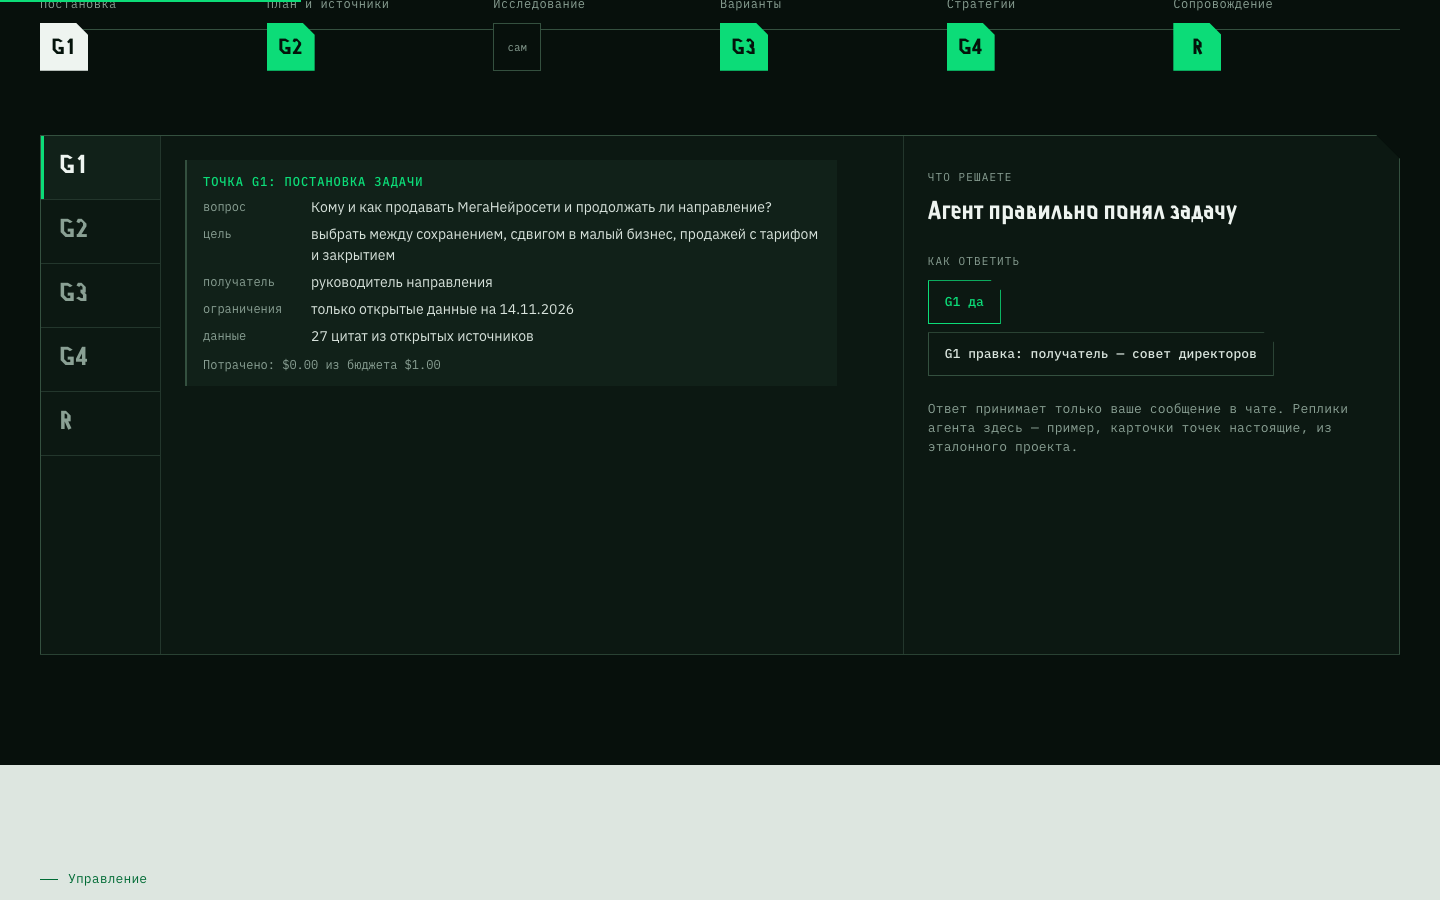 Постановка
План и источники
Исследование
Варианты
Стратегии
Сопровождение
G1
G2
сам
G3
G4
R
G1
G2
G3
G4
R
ТОЧКА G1: ПОСТАНОВКА ЗАДАЧИ
вопрос Кому и как продавать МегаНейросети и продолжать ли направление?
цель выбрать между сохранением, сдвигом в малый бизнес, продажей с тарифом
и закрытием
получатель руководитель направления
ограничения только открытые данные на 14.11.2026
данные 27 цитат из открытых источников
Потрачено: $0.00 из бюджета $1.00
ЧТО РЕШАЕТЕ
Агент правильно понял задачу
КАК ОТВЕТИТЬ
G1 да
G1 правка: получатель — совет директоров
Ответ принимает только ваше сообщение в чате. Реплики
агента здесь — пример, карточки точек настоящие, из
эталонного проекта.
Управление